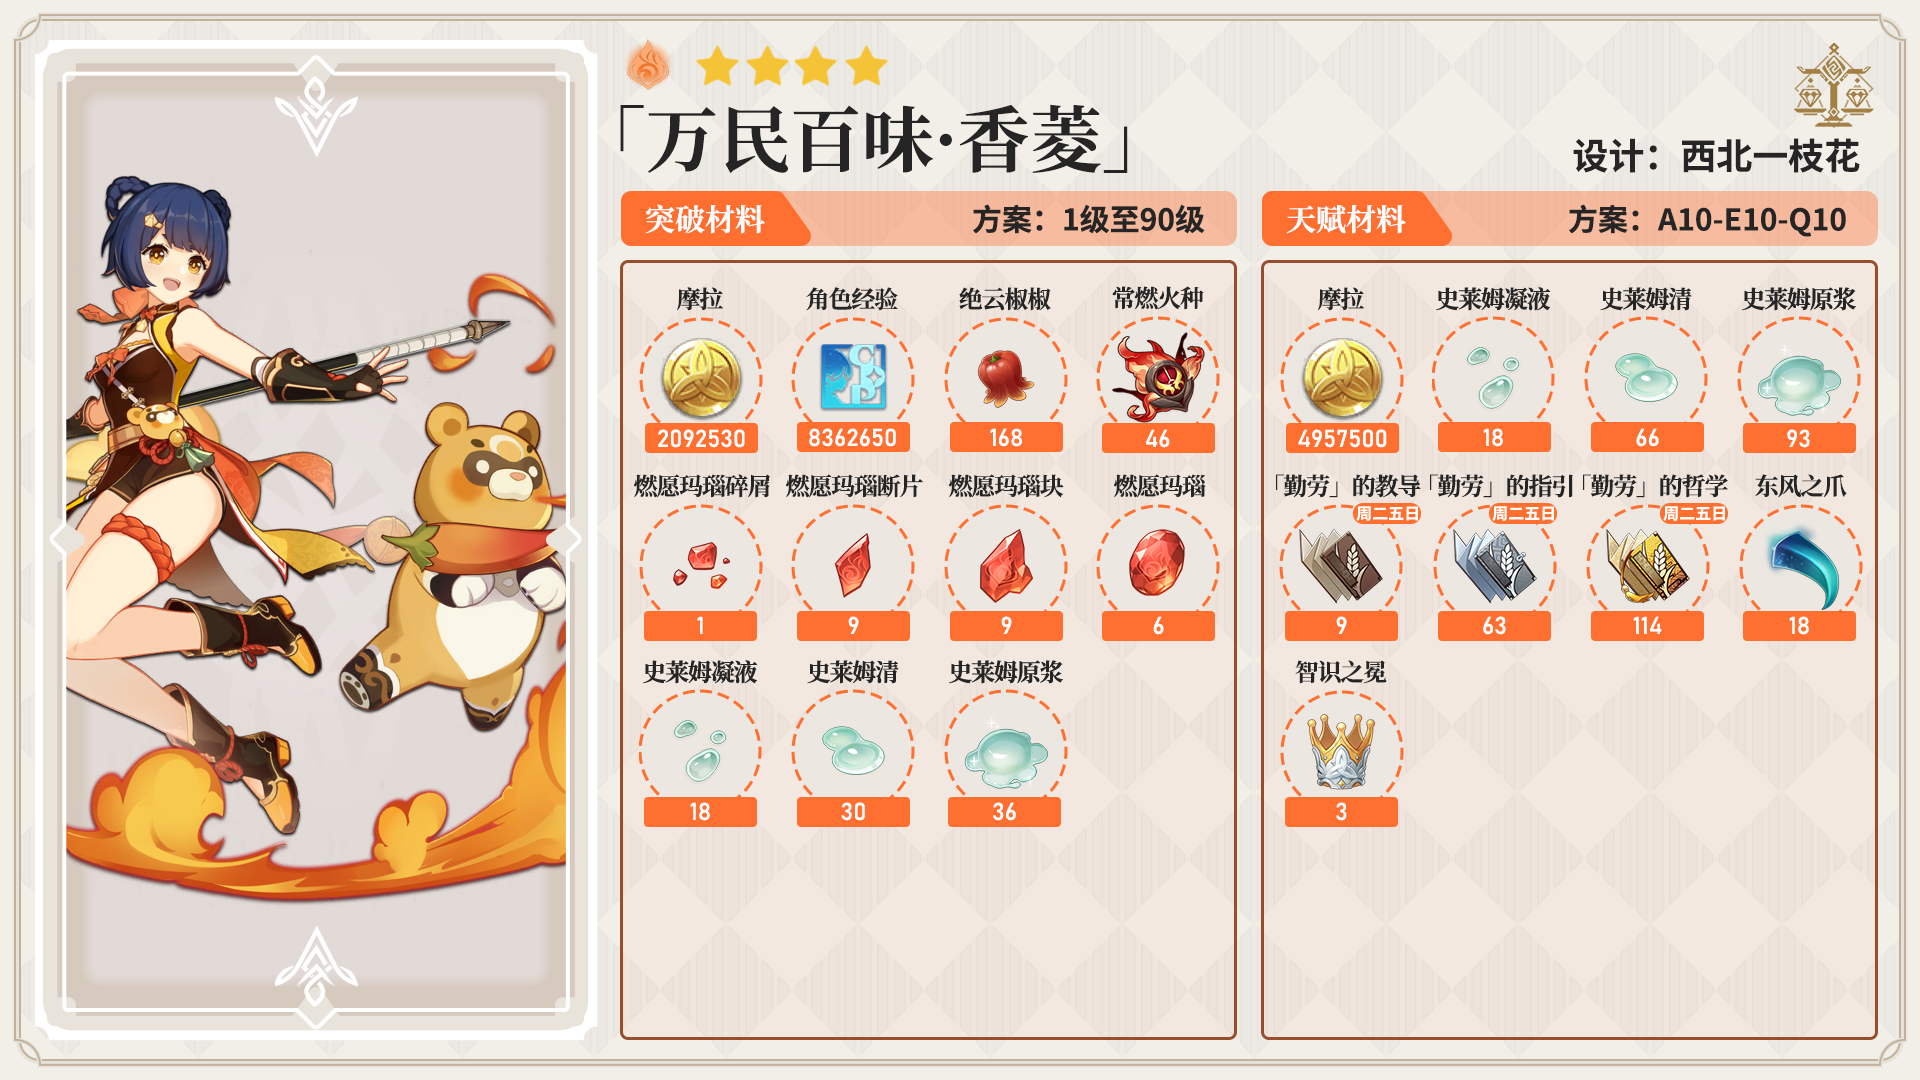 「万民百味·香菱」
设计：西北一枝花
突破材料 方案：1级至90级
摩拉 角色经验 绝云椒椒 常燃火种
2092530 8362650 168 46
燃愿玛瑙碎屑 燃愿玛瑙断片 燃愿玛瑙块 燃愿玛瑙
1 9 9 6
史莱姆凝液 史莱姆清 史莱姆原浆
18 30 36
天赋材料 方案：A10-E10-Q10
摩拉 史莱姆凝液 史莱姆清 史莱姆原浆
4957500 18 66 93
「勤劳」的教导 「勤劳」的指引 「勤劳」的哲学 东风之爪
周二五日 周二五日 周二五日
9 63 114 18
智识之冕
3